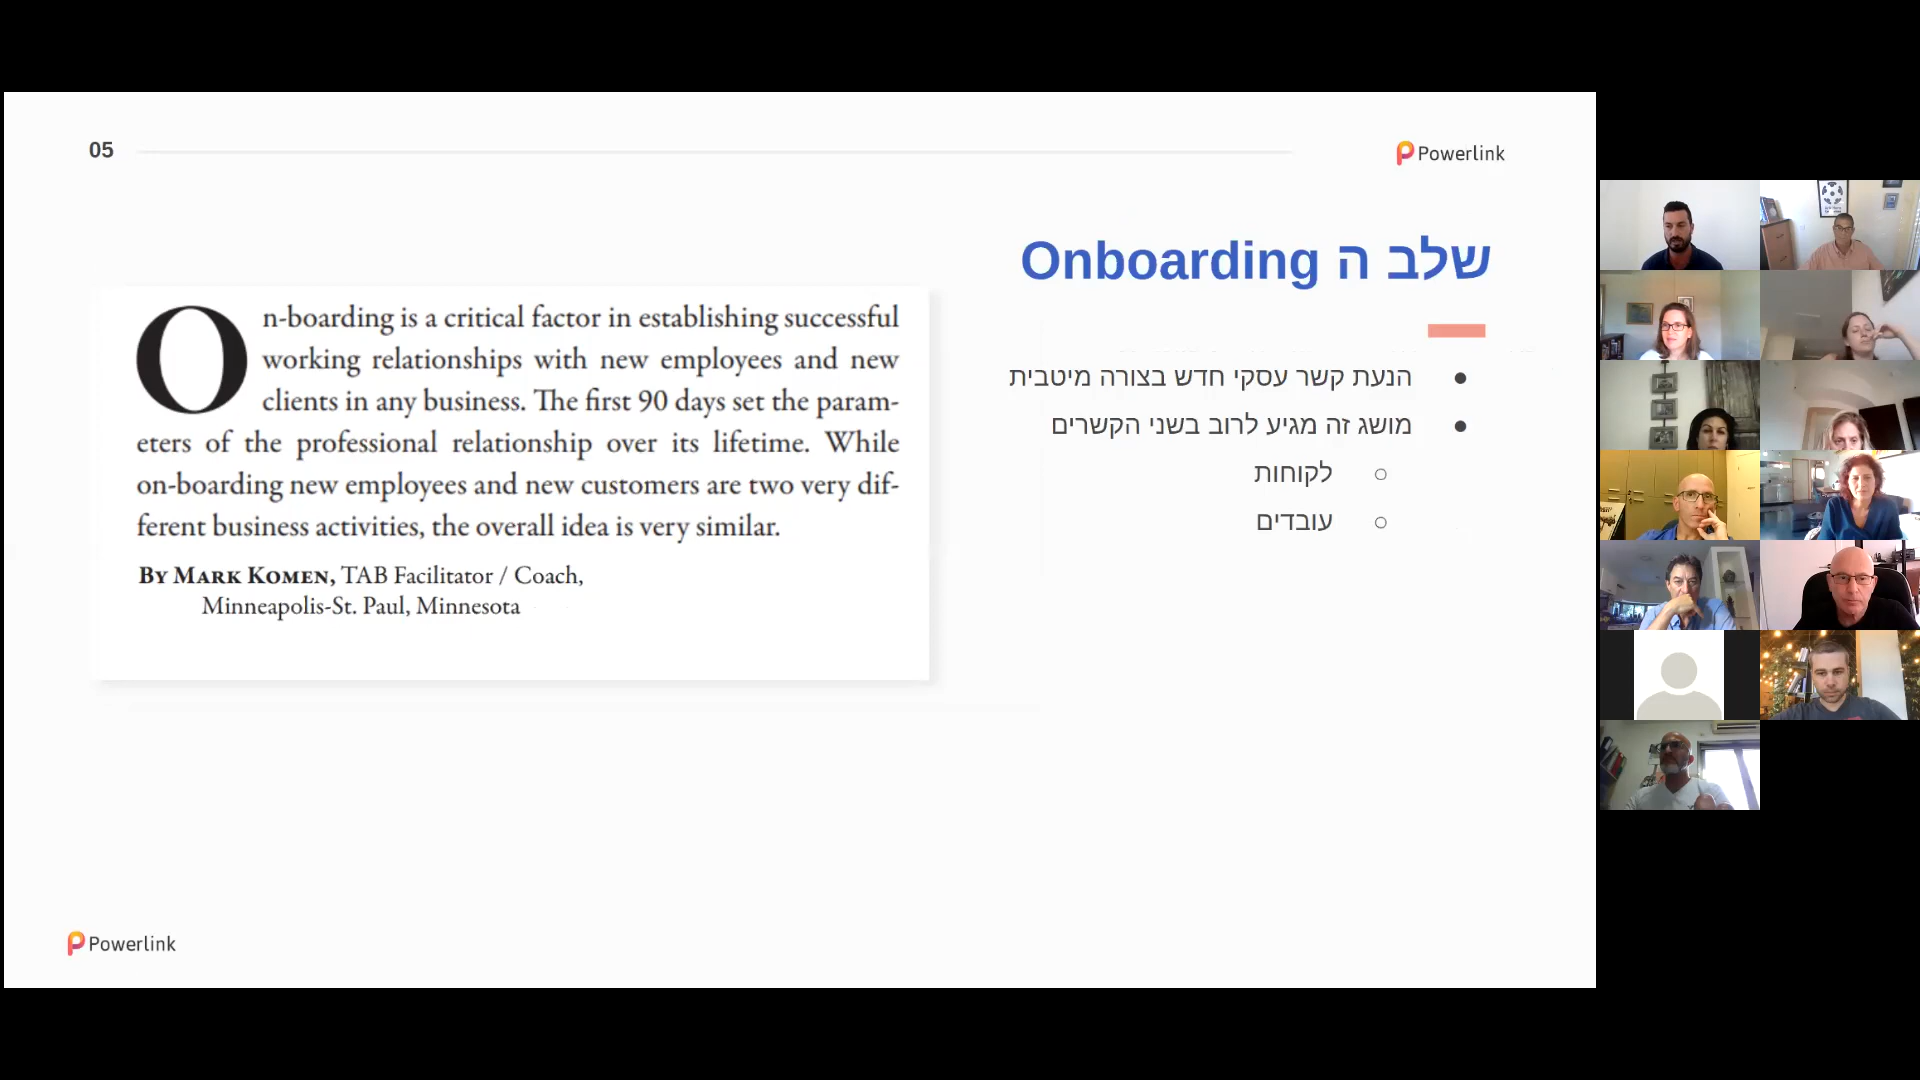 05
Powerlink
שלב ה Onboarding
הנעת קשר עסקי חדש בצורה מיטבית
מושג זה מגיע לרוב בשני הקשרים
לקוחות
עובדים
On-boarding is a critical factor in establishing successful
working relationships with new employees and new
clients in any business. The first 90 days set the param-
eters of the professional relationship over its lifetime. While
on-boarding new employees and new customers are two very dif-
ferent business activities, the overall idea is very similar.
By Mark Komen, TAB Facilitator / Coach,
Minneapolis-St. Paul, Minnesota
Powerlink